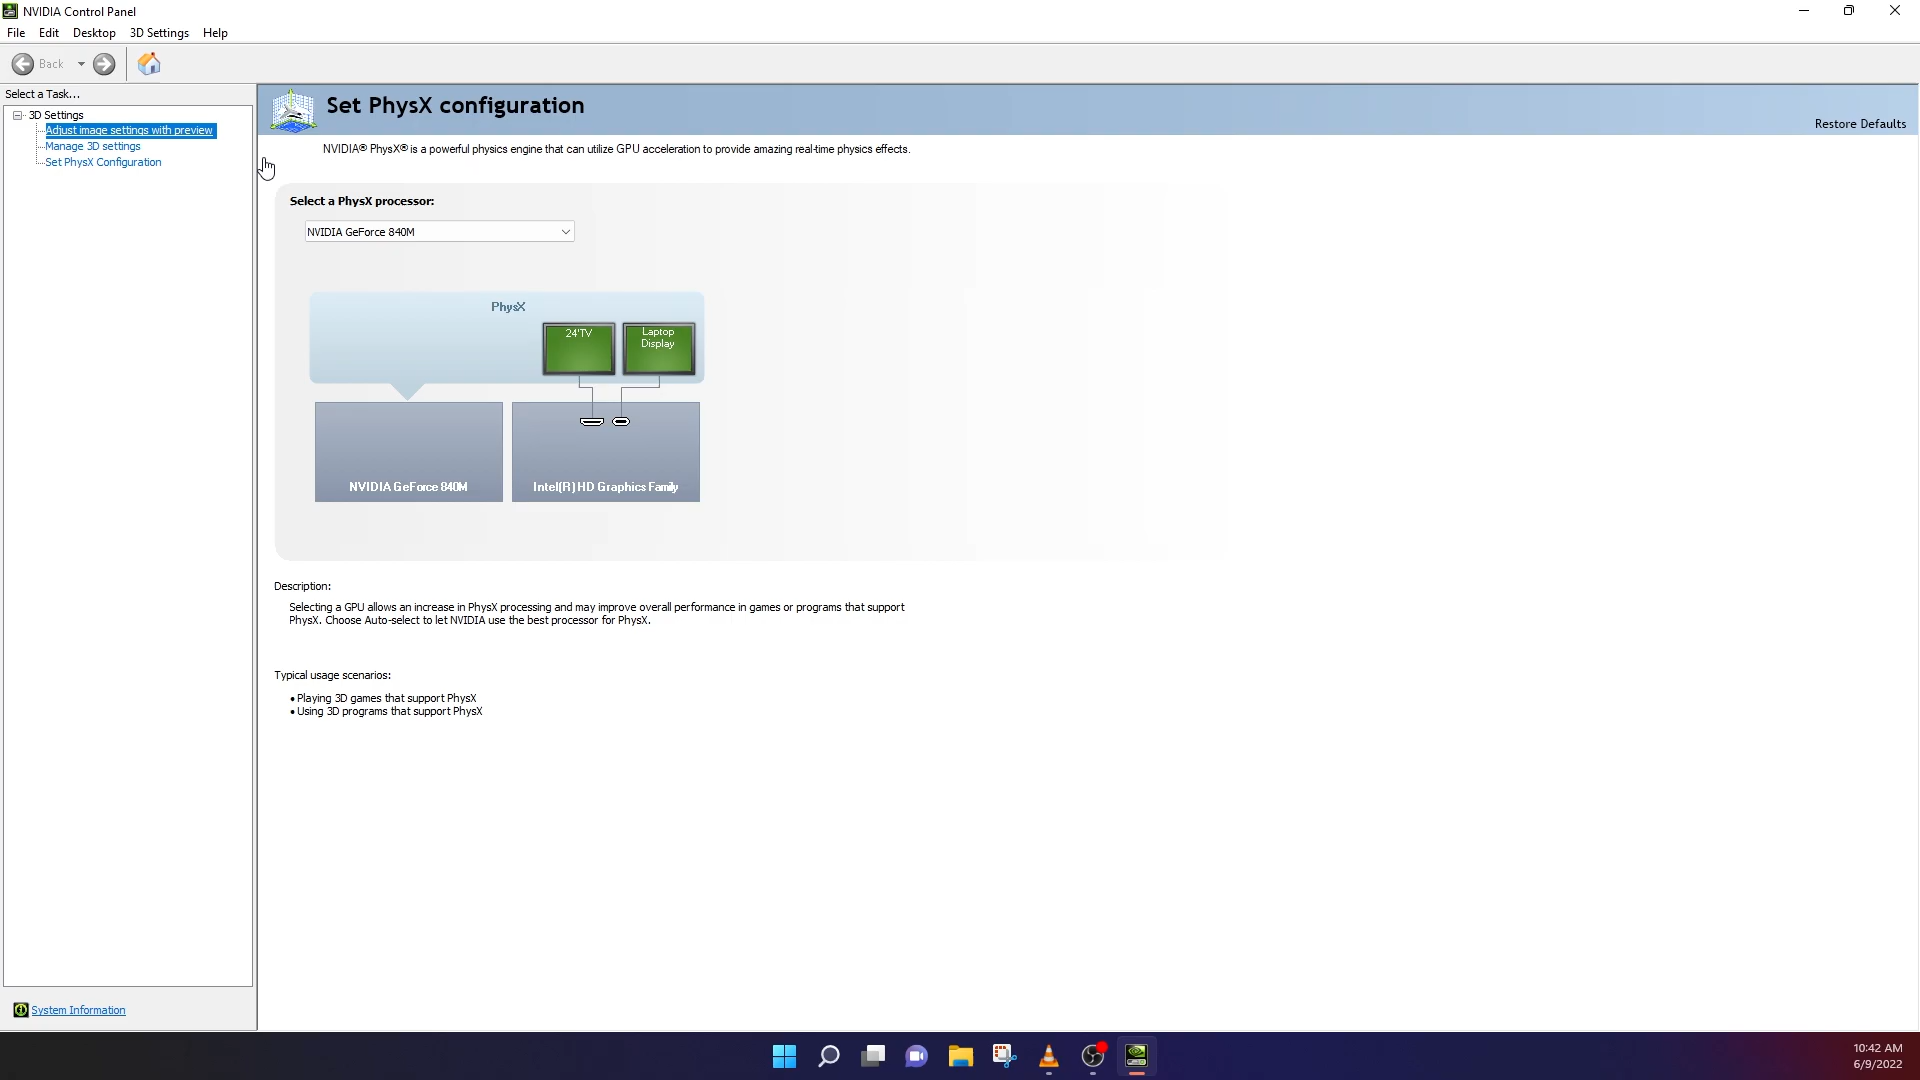 NVIDIA Control Panel
File Edit Desktop 3D Settings Help
Back
Select a Task...
3D Settings
Adjust image settings with preview
Manage 3D settings
Set PhysX Configuration
System Information
Set PhysX configuration
Restore Defaults
NVIDIA® PhysX® is a powerful physics engine that can utilize GPU acceleration to provide amazing real-time physics effects.
Select a PhysX processor:
NVIDIA GeForce 840M
PhysX
24'TV
Laptop
Display
NVIDIA GeForce 840M
Intel(R) HD Graphics Family
Description:
Selecting a GPU allows an increase in PhysX processing and may improve overall performance in games or programs that support
PhysX. Choose Auto-select to let NVIDIA use the best processor for PhysX.
Typical usage scenarios:
• Playing 3D games that support PhysX
• Using 3D programs that support PhysX
10:42 AM
6/9/2022